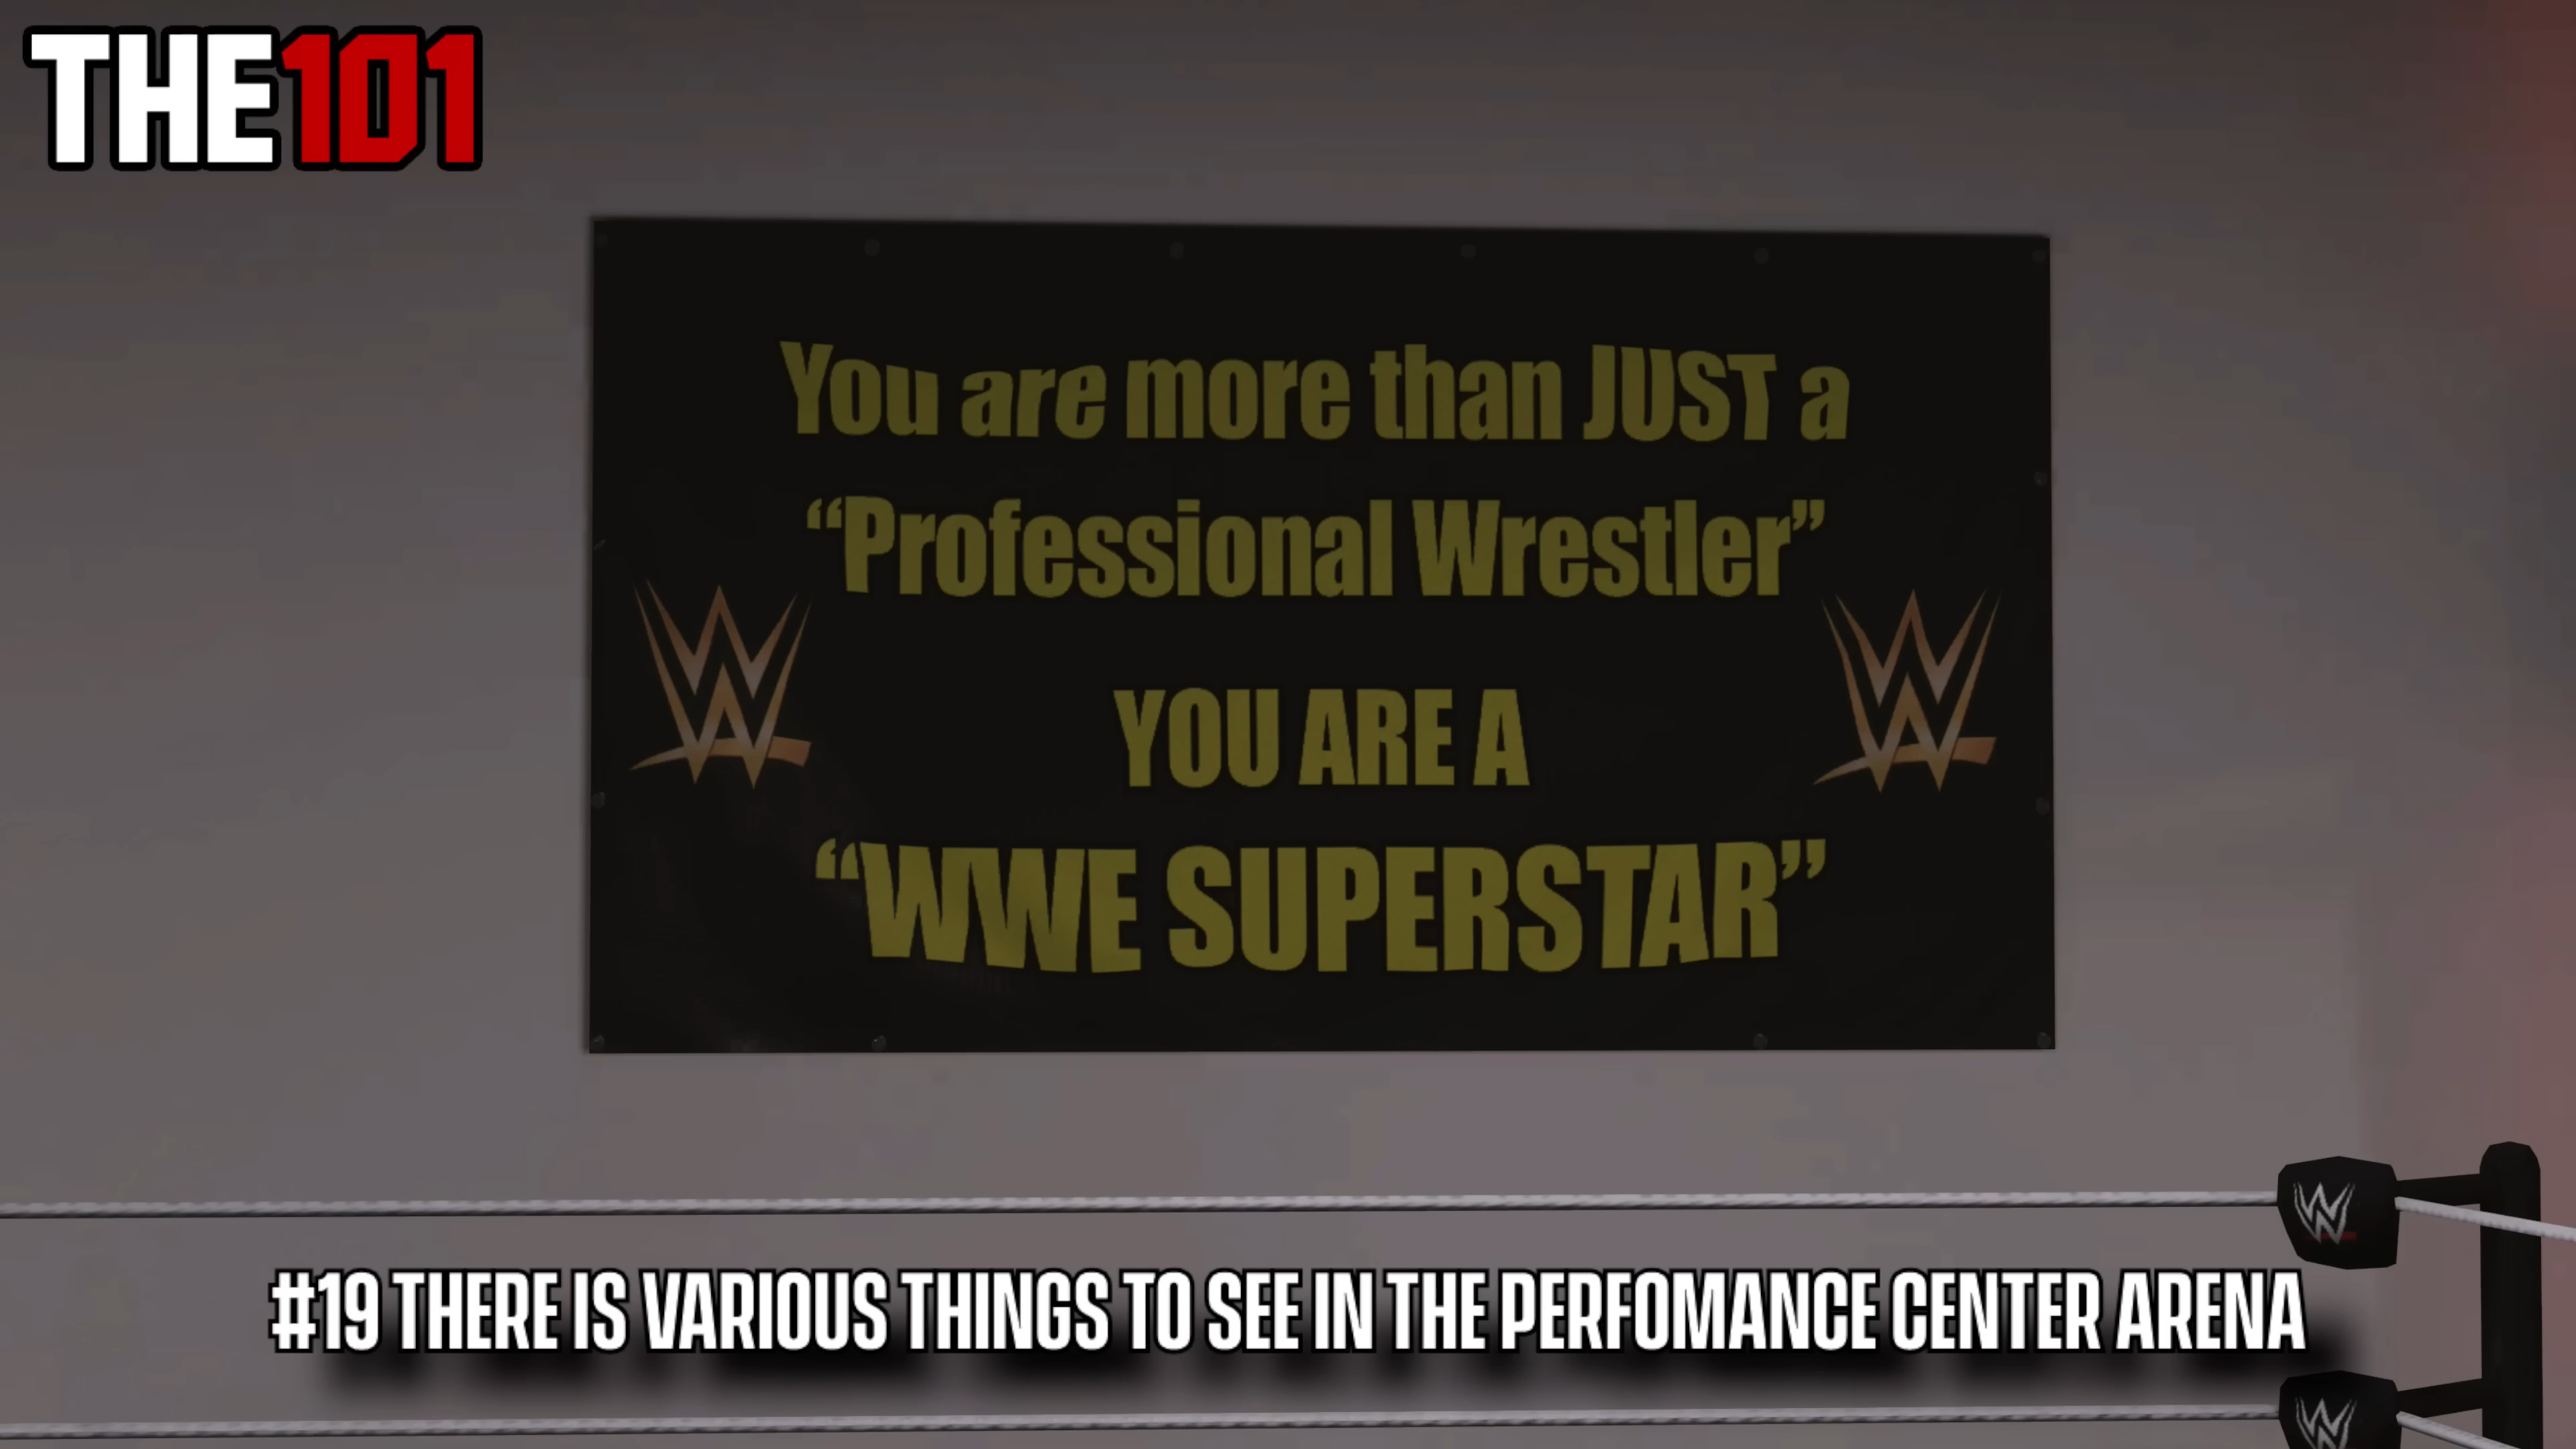 THE101
You are more than JUST a
“Professional Wrestler”
YOU ARE A
“WWE SUPERSTAR”
#19 THERE IS VARIOUS THINGS TO SEE IN THE PERFOMANCE CENTER ARENA